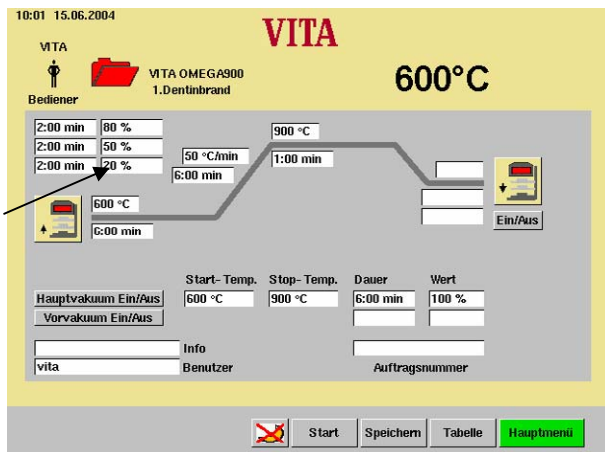 10:01 15.06.2004
VITA
VITA
Bediener
VITA OMEGA900
1.Dentinbrand
600°C
2:00 min 80 %
2:00 min 50 %
2:00 min 20 %
50 °C/min
6:00 min
900 °C
1:00 min
600 °C
6:00 min
Ein/Aus
Start-Temp. Stop-Temp. Dauer Wert
Hauptvakuum Ein/Aus 600 °C 900 °C 6:00 min 100 %
Vorvakuum Ein/Aus
Info
vita Benutzer Auftragsnummer
Start Speichern Tabelle Hauptmenü